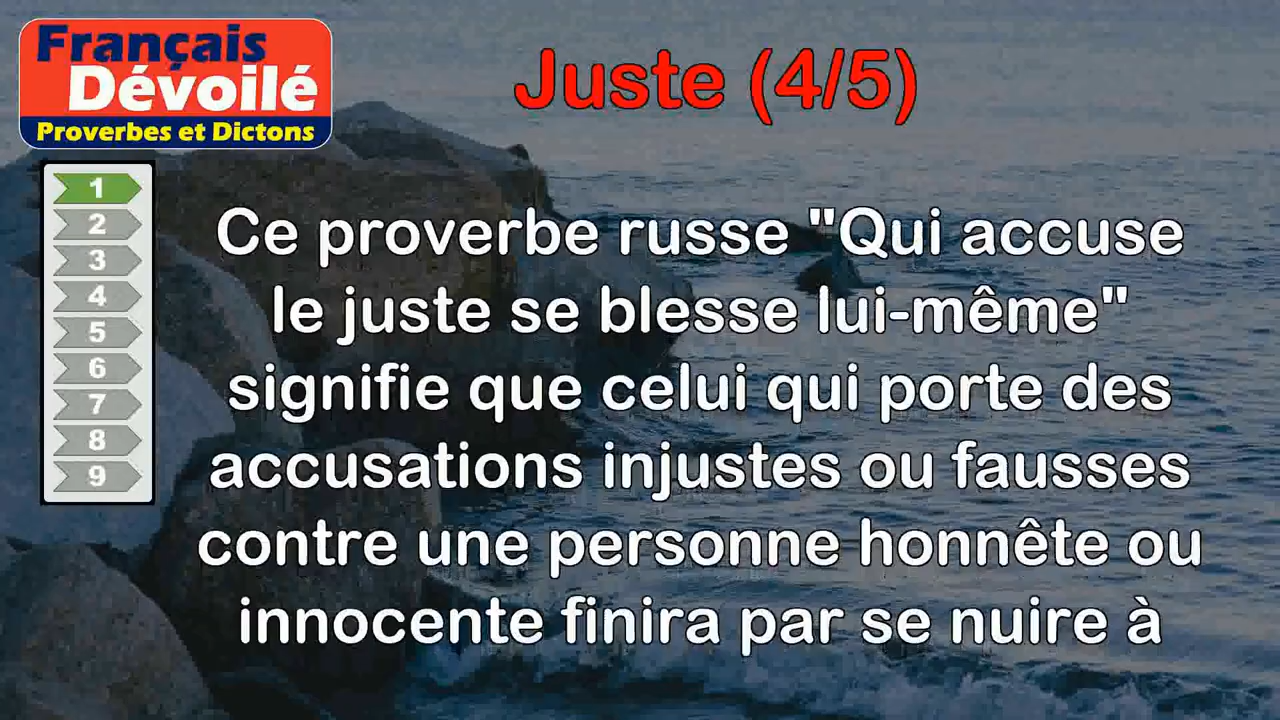 Français
Dévoilé
Proverbes et Dictons
Juste (4/5)
1
2
3
4
5
6
7
8
9
Ce proverbe russe "Qui accuse
le juste se blesse lui-même"
signifie que celui qui porte des
accusations injustes ou fausses
contre une personne honnête ou
innocente finira par se nuire à